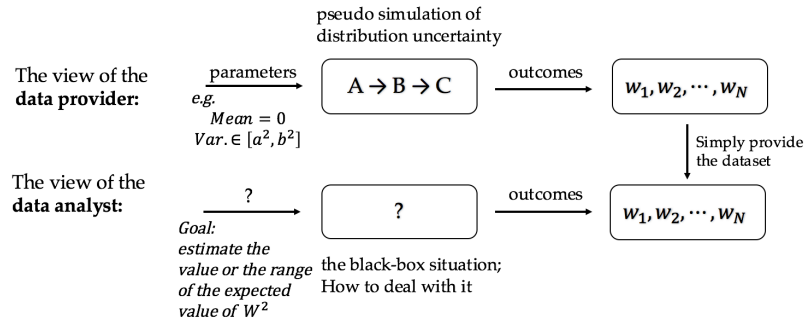 pseudo simulation of
distribution uncertainty
The view of the
data provider:
parameters
e.g.
Mean = 0
Var.∈ [a², b²]
A → B → C
outcomes
w₁, w₂, ⋯ , w_N
Simply provide
the dataset
The view of the
data analyst:
?
Goal:
estimate the
value or the range
of the expected
value of W²
?
the black-box situation;
How to deal with it
outcomes
w₁, w₂, ⋯ , w_N